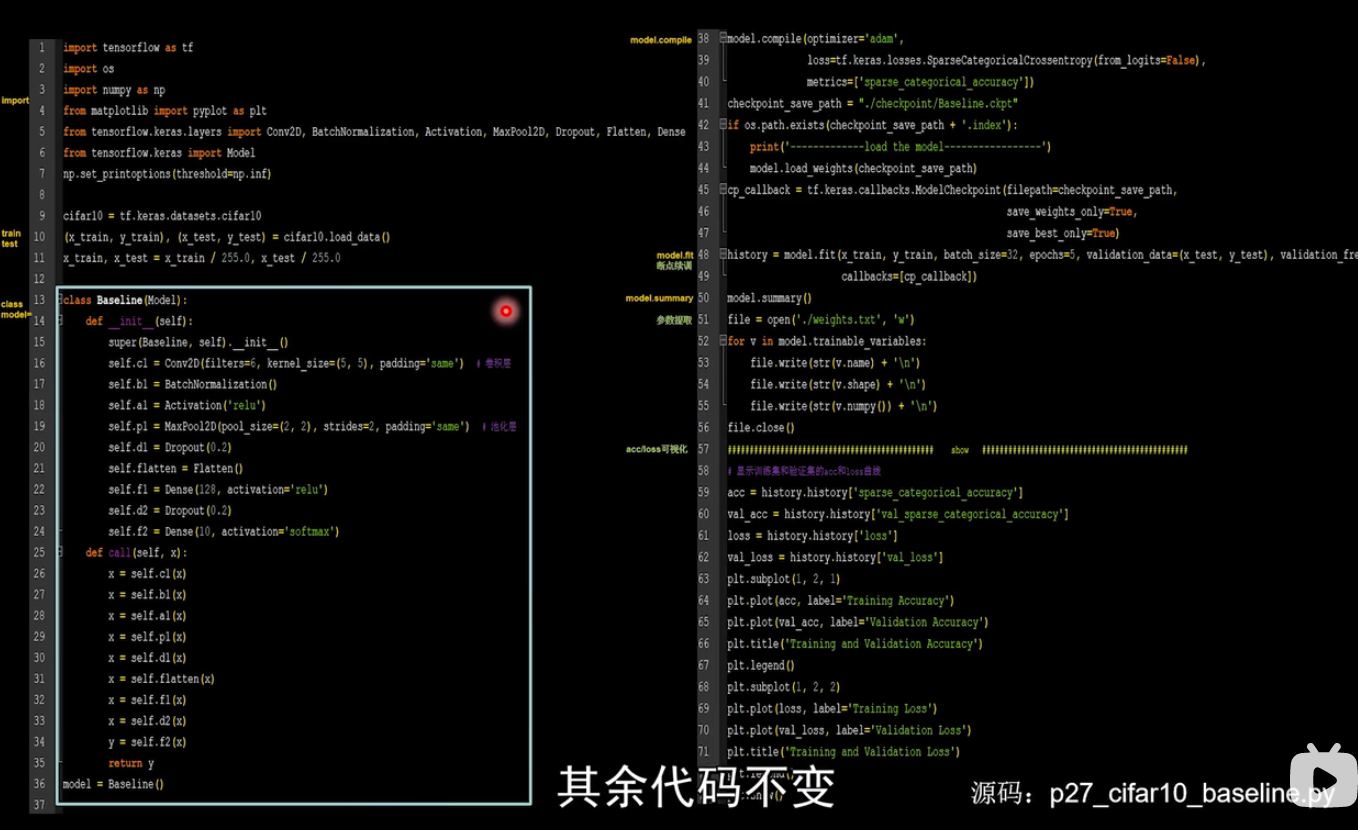 import
1 import tensorflow as tf
2 import os
3 import numpy as np
4 from matplotlib import pyplot as plt
5 from tensorflow.keras.layers import Conv2D, BatchNormalization, Activation, MaxPool2D, Dropout, Flatten, Dense
6 from tensorflow.keras import Model
7 np.set_printoptions(threshold=np.inf)
8
9 cifar10 = tf.keras.datasets.cifar10
train
test
10 (x_train, y_train), (x_test, y_test) = cifar10.load_data()
11 x_train, x_test = x_train / 255.0, x_test / 255.0
12
class
model=
13 class Baseline(Model):
14 def __init__(self):
15 super(Baseline, self).__init__()
16 self.c1 = Conv2D(filters=6, kernel_size=(5, 5), padding='same') # 卷积层
17 self.b1 = BatchNormalization()
18 self.a1 = Activation('relu')
19 self.p1 = MaxPool2D(pool_size=(2, 2), strides=2, padding='same') # 池化层
20 self.d1 = Dropout(0.2)
21 self.flatten = Flatten()
22 self.f1 = Dense(128, activation='relu')
23 self.d2 = Dropout(0.2)
24 self.f2 = Dense(10, activation='softmax')
25 def call(self, x):
26 x = self.c1(x)
27 x = self.b1(x)
28 x = self.a1(x)
29 x = self.p1(x)
30 x = self.d1(x)
31 x = self.flatten(x)
32 x = self.f1(x)
33 x = self.d2(x)
34 y = self.f2(x)
35 return y
36 model = Baseline()
37
model.compile 38 model.compile(optimizer='adam',
39 loss=tf.keras.losses.SparseCategoricalCrossentropy(from_logits=False),
40 metrics=['sparse_categorical_accuracy'])
41 checkpoint_save_path = "./checkpoint/Baseline.ckpt"
42 if os.path.exists(checkpoint_save_path + '.index'):
43 print('-------------load the model-----------------')
44 model.load_weights(checkpoint_save_path)
45 cp_callback = tf.keras.callbacks.ModelCheckpoint(filepath=checkpoint_save_path,
46 save_weights_only=True,
47 save_best_only=True)
model.fit
断点续训
48 history = model.fit(x_train, y_train, batch_size=32, epochs=5, validation_data=(x_test, y_test), validation_fre
49 callbacks=[cp_callback])
model.summary 50 model.summary()
参数提取 51 file = open('./weights.txt', 'w')
52 for v in model.trainable_variables:
53 file.write(str(v.name) + '\n')
54 file.write(str(v.shape) + '\n')
55 file.write(str(v.numpy()) + '\n')
56 file.close()
acc/loss可视化 57 ############################################### show ###############################################
58 # 显示训练集和验证集的acc和loss曲线
59 acc = history.history['sparse_categorical_accuracy']
60 val_acc = history.history['val_sparse_categorical_accuracy']
61 loss = history.history['loss']
62 val_loss = history.history['val_loss']
63 plt.subplot(1, 2, 1)
64 plt.plot(acc, label='Training Accuracy')
65 plt.plot(val_acc, label='Validation Accuracy')
66 plt.title('Training and Validation Accuracy')
67 plt.legend()
68 plt.subplot(1, 2, 2)
69 plt.plot(loss, label='Training Loss')
70 plt.plot(val_loss, label='Validation Loss')
71 plt.title('Training and Validation Loss')
其余代码不变
源码：p27_cifar10_baseline.py